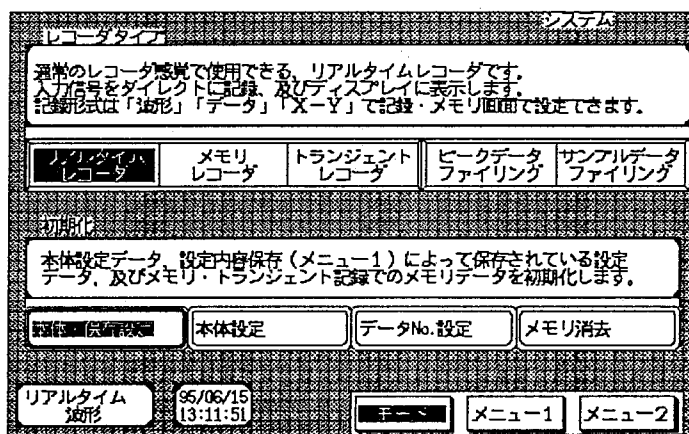 システム
レコーダタイプ
通常のレコーダ感覚で使用できる、リアルタイムレコーダです。
入力信号をダイレクトに記録、及びディスプレイに表示します。
記録形式は「波形」「データ」「X－Y」で記録・メモリ画面で設定できます。
リアルタイム
レコーダ
メモリ
レコーダ
トランジェント
レコーダ
ピークデータ
ファイリング
サンプルデータ
ファイリング
初期化
本体設定データ、設定内容保存（メニュー1）によって保存されている設定
データ、及びメモリ・トランジェント記録でのメモリデータを初期化します。
本体設定
データNo.設定
メモリ消去
リアルタイム
波形
95/06/15
13:11:51
モード
メニュー1
メニュー2